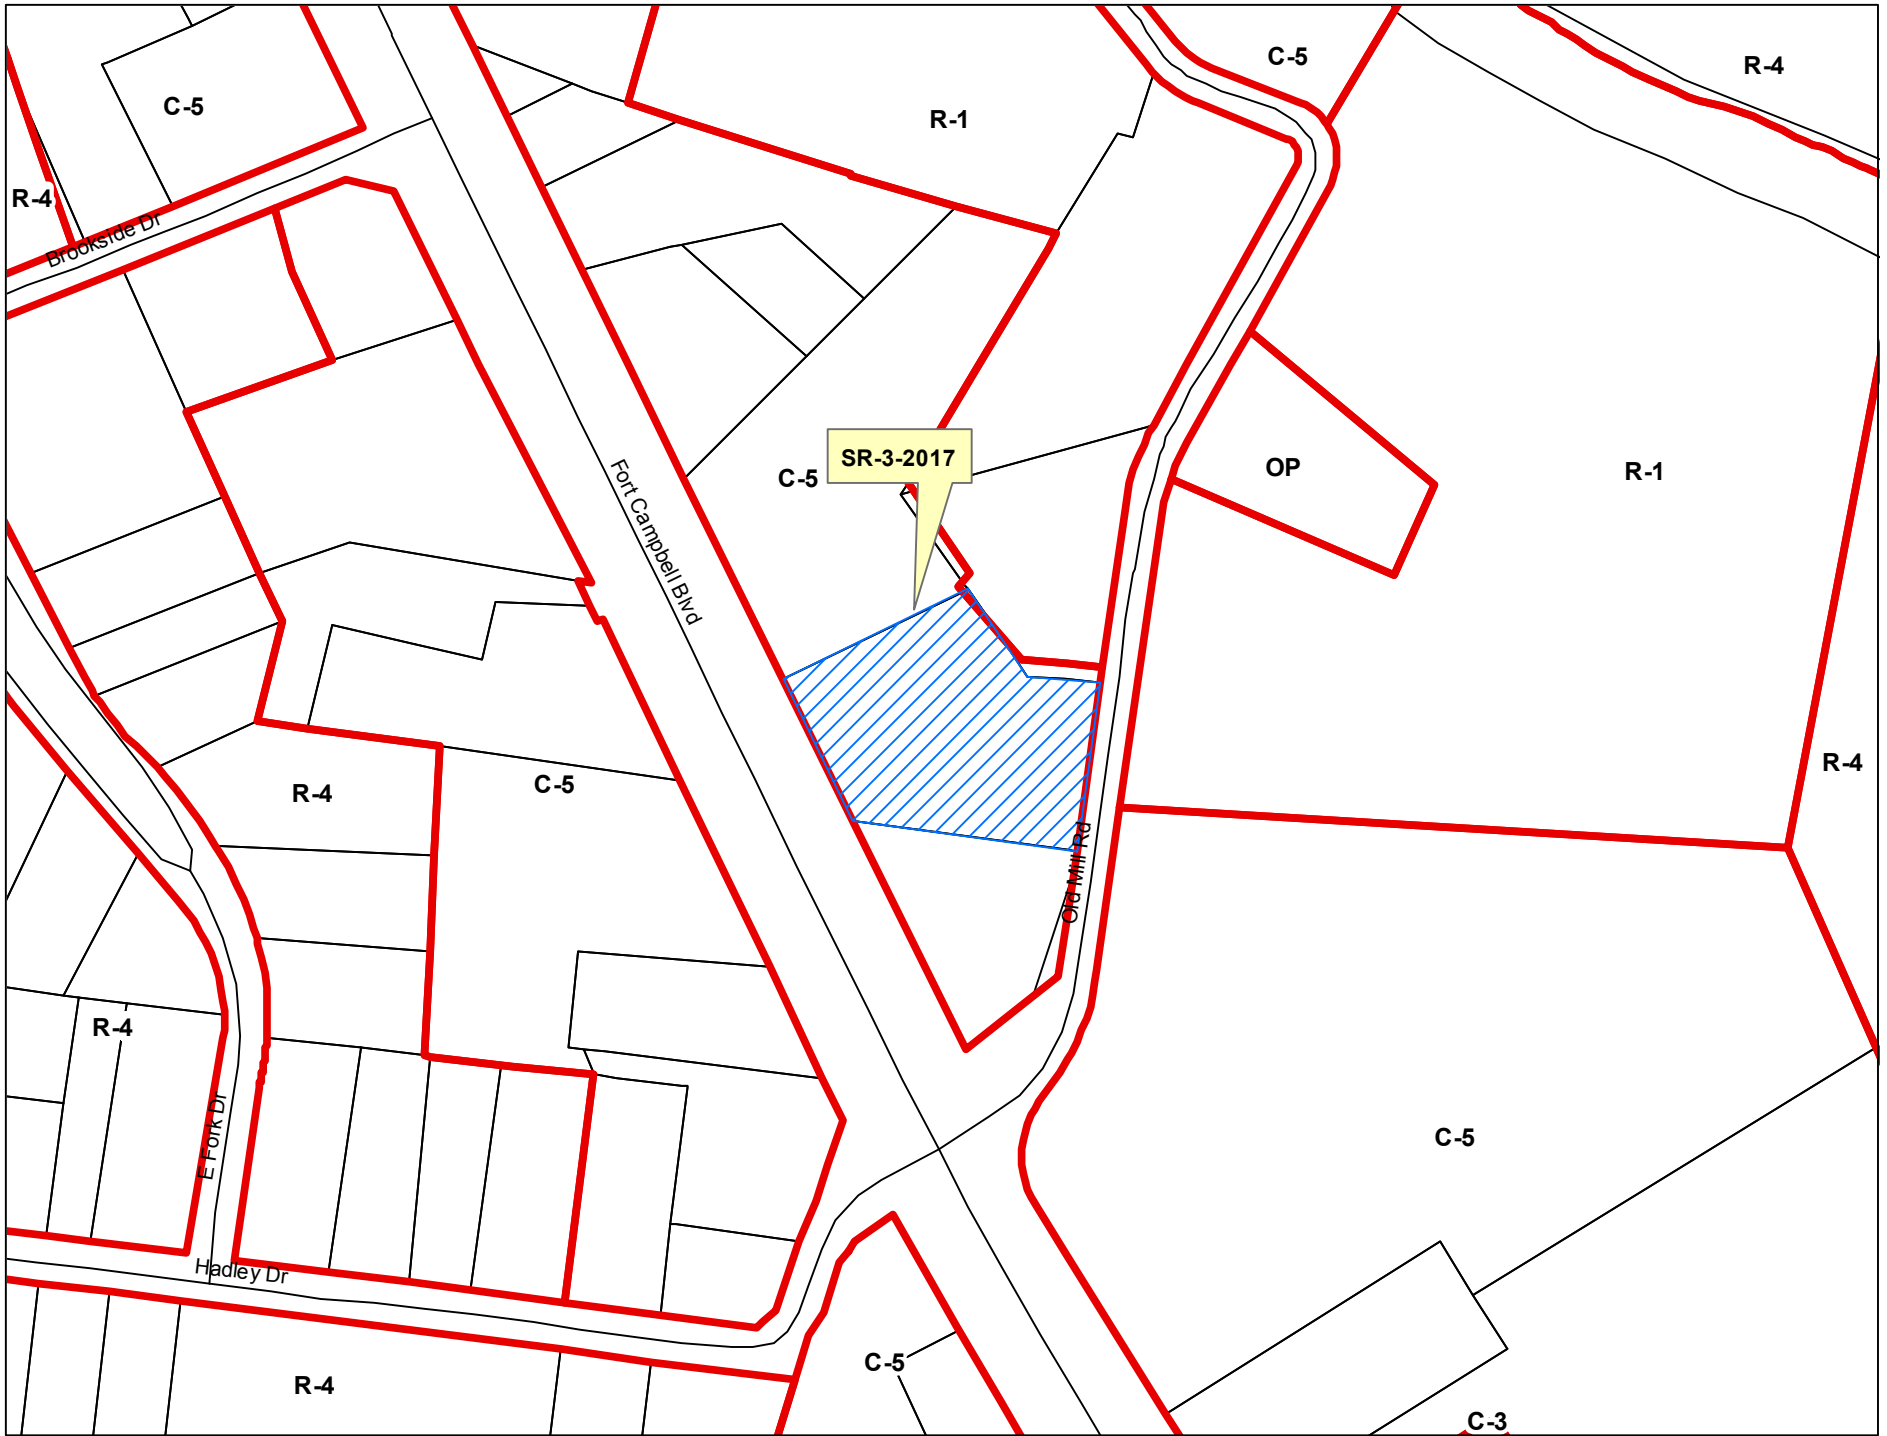 C-5
R-4
C-5
R-1
R-4
Brookside Dr
SR-3-2017
C-5
OP
R-1
Fort Campbell Blvd
R-4
C-5
R-4
Old Mill Rd
R-4
E Fork Dr
C-5
Hadley Dr
C-5
R-4
C-3